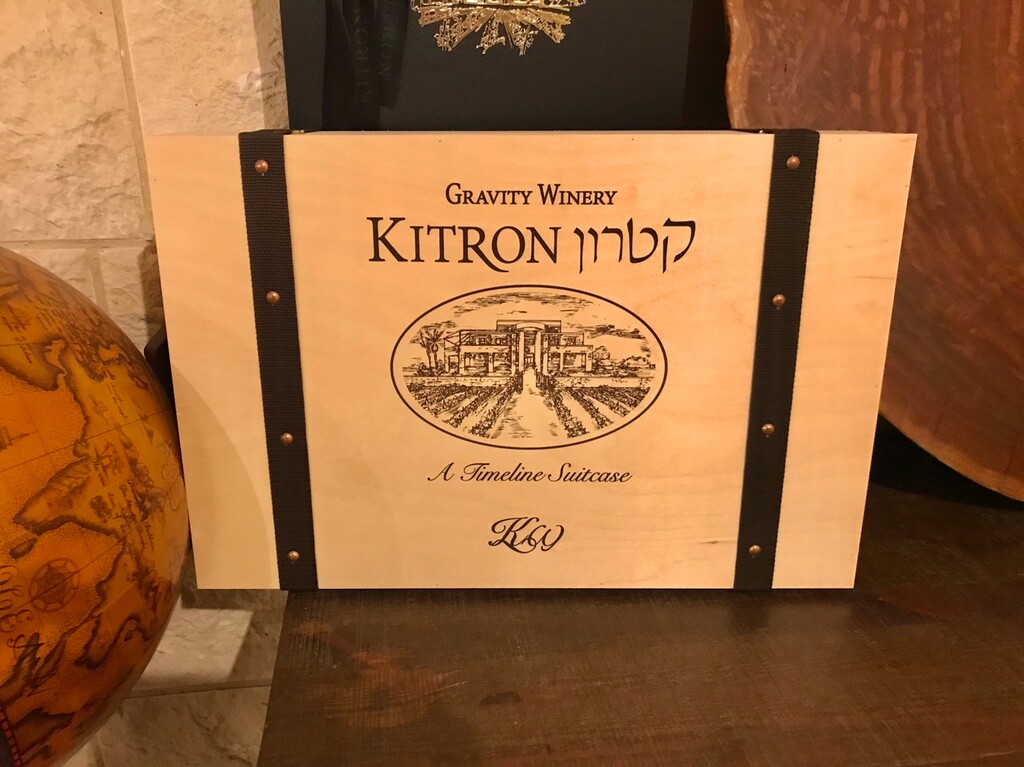 GRAVITY WINERY
KITRON קטרון
A Timeline Suitcase
KW